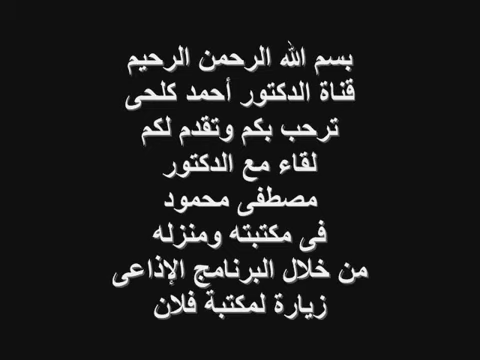 بسم الله الرحمن الرحيم
قناة الدكتور أحمد كلحى
ترحب بكم وتقدم لكم
لقاء مع الدكتور
مصطفى محمود
فى مكتبته ومنزله
من خلال البرنامج الإذاعى
زيارة لمكتبة فلان